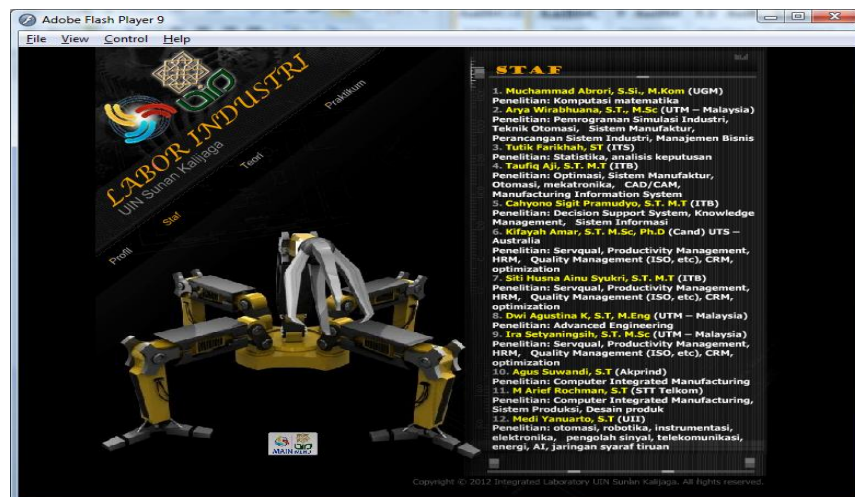 Adobe Flash Player 9
File View Control Help
LABOR INDUSTRI
UIN Sunan Kalijaga
Profil
Staf
Teori
Praktikum
STAF
1. Muchammad Abrori, S.Si., M.Kom (UGM)
Penelitian: Komputasi matematika
2. Arya Wirabhuana, S.T., M.Sc (UTM – Malaysia)
Penelitian: Pemrograman Simulasi Industri,
Teknik Otomasi, Sistem Manufaktur,
Perancangan Sistem Industri, Manajemen Bisnis
3. Tutik Farikhah, ST (ITS)
Penelitian: Statistika, analisis keputusan
4. Taufiq Aji, S.T. M.T (ITB)
Penelitian: Optimasi, Sistem Manufaktur,
Otomasi, mekatronika, CAD/CAM,
Manufacturing Information System
5. Cahyono Sigit Pramudyo, S.T. M.T (ITB)
Penelitian: Decision Support System, Knowledge
Management, Sistem Informasi
6. Kifayah Amar, S.T. M.Sc, Ph.D (Cand) UTS –
Australia
Penelitian: Servqual, Productivity Management,
HRM, Quality Management (ISO, etc), CRM,
optimization
7. Siti Husna Ainu Syukri, S.T. M.T (ITB)
Penelitian: Servqual, Productivity Management,
HRM, Quality Management (ISO, etc), CRM,
optimization
8. Dwi Agustina K, S.T, M.Eng (UTM – Malaysia)
Penelitian: Advanced Engineering
9. Ira Setyaningsih, S.T. M.Sc (UTM – Malaysia)
Penelitian: Servqual, Productivity Management,
HRM, Quality Management (ISO, etc), CRM,
optimization
10. Agus Suwandi, S.T (Akprind)
Penelitian: Computer Integrated Manufacturing
11. M Arief Rochman, S.T (STT Telkom)
Penelitian: Computer Integrated Manufacturing,
Sistem Produksi, Desain produk
12. Medi Yanuarto, S.T (UII)
Penelitian: otomasi, robotika, instrumentasi,
elektronika, pengolah sinyal, telekomunikasi,
energi, AI, jaringan syaraf tiruan
MAIN MENU
Copyright © 2012 Integrated Laboratory UIN Sunan Kalijaga. All rights reserved.